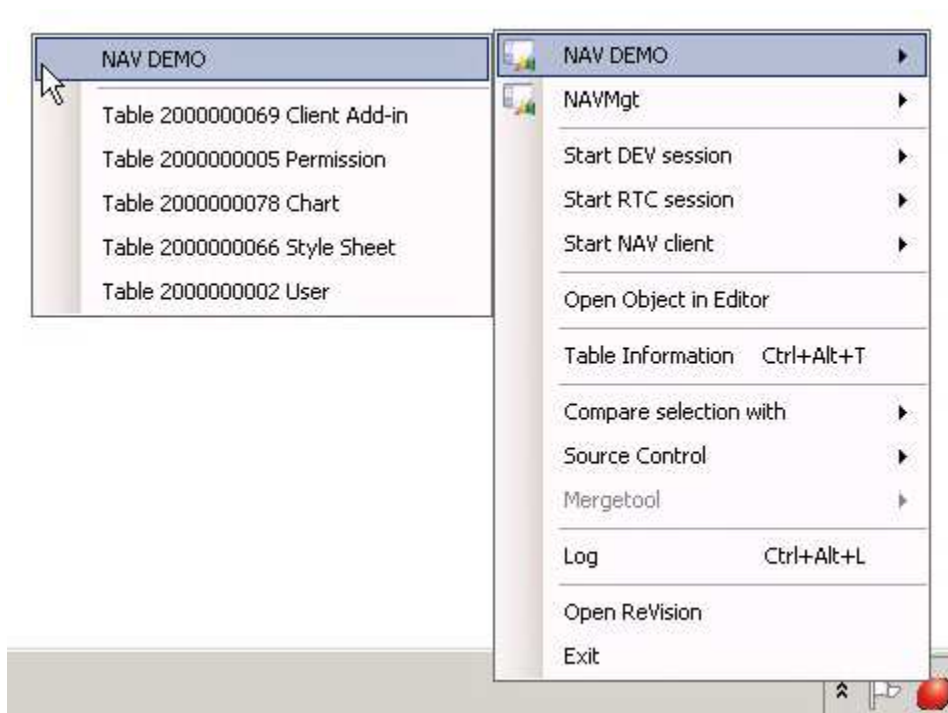 NAV DEMO
Table 2000000069 Client Add-in
Table 2000000005 Permission
Table 2000000078 Chart
Table 2000000066 Style Sheet
Table 2000000002 User
NAV DEMO
NAVMgt
Start DEV session
Start RTC session
Start NAV client
Open Object in Editor
Table Information Ctrl+Alt+T
Compare selection with
Source Control
Mergetool
Log Ctrl+Alt+L
Open ReVision
Exit